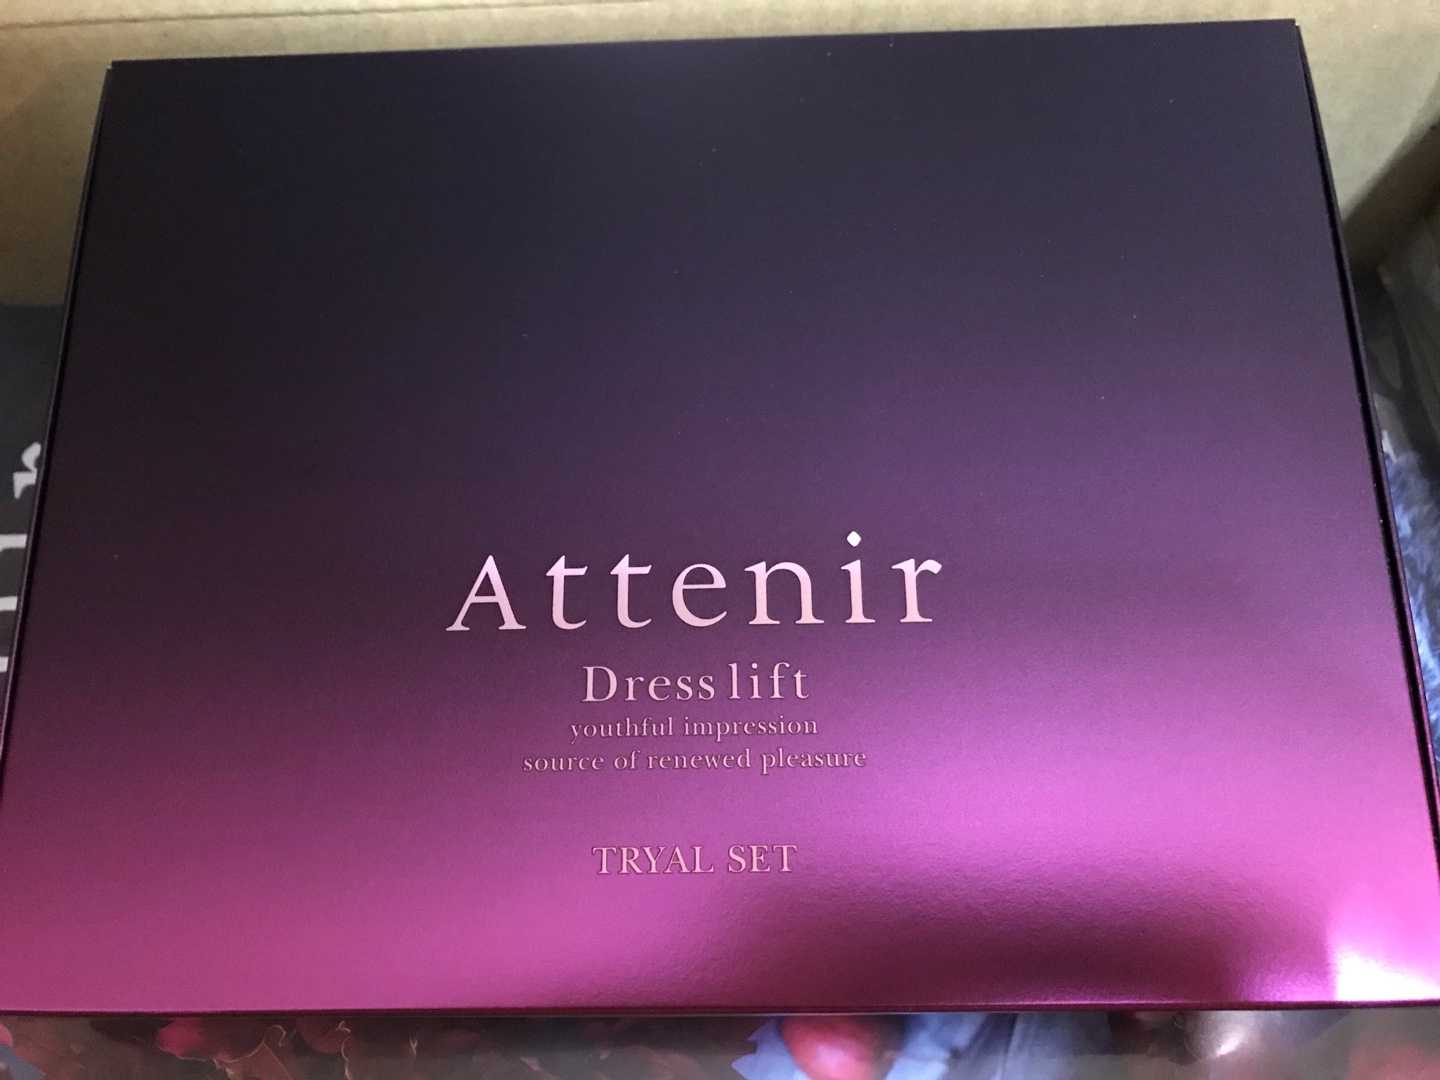 Attenir
Dress lift
youthful impression
source of renewed pleasure
TRYAL SET